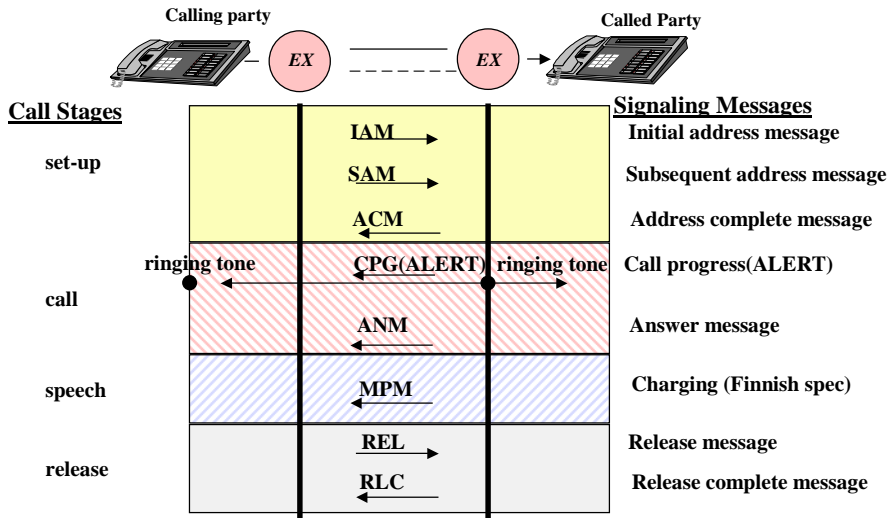 Calling party
Called Party
EX
EX
Call Stages
Signaling Messages
IAM
Initial address message
set-up
SAM
Subsequent address message
ACM
Address complete message
ringing tone
CPG(ALERT)
ringing tone
Call progress(ALERT)
call
ANM
Answer message
speech
MPM
Charging (Finnish spec)
REL
Release message
release
RLC
Release complete message